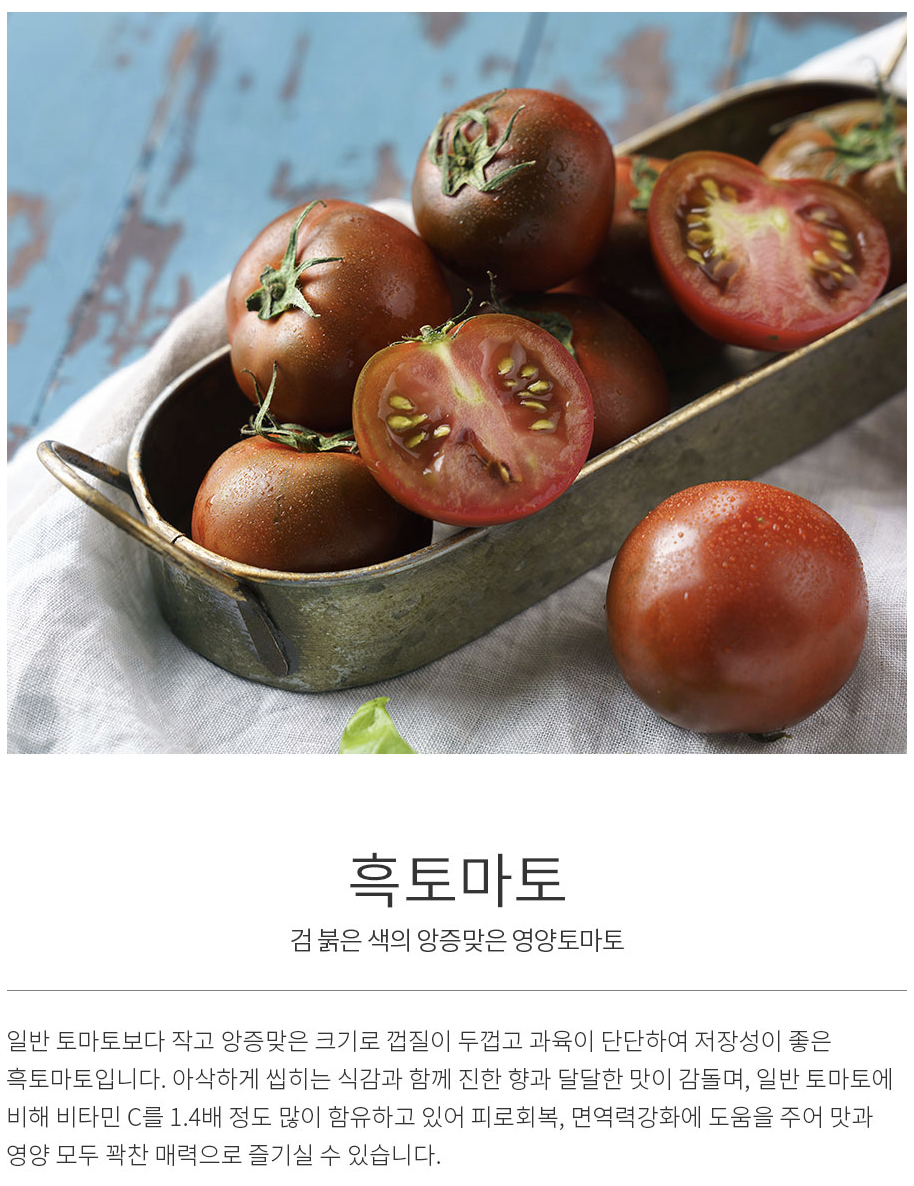 흑토마토
검 붉은 색의 앙증맞은 영양토마토
일반 토마토보다 작고 앙증맞은 크기로 껍질이 두껍고 과육이 단단하여 저장성이 좋은
흑토마토입니다. 아삭하게 씹히는 식감과 함께 진한 향과 달달한 맛이 감돌며, 일반 토마토에
비해 비타민 C를 1.4배 정도 많이 함유하고 있어 피로회복, 면역력강화에 도움을 주어 맛과
영양 모두 꽉찬 매력으로 즐기실 수 있습니다.